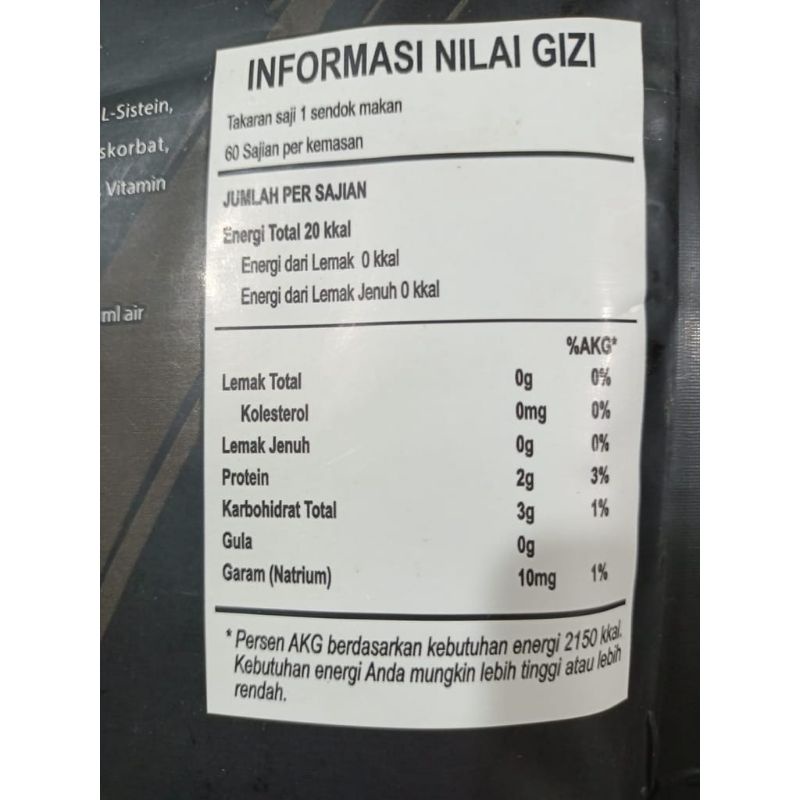 L-Sistein,
skorbat,
Vitamin
ml air
INFORMASI NILAI GIZI
Takaran saji 1 sendok makan
60 Sajian per kemasan
JUMLAH PER SAJIAN
Energi Total 20 kkal
Energi dari Lemak 0 kkal
Energi dari Lemak Jenuh 0 kkal
%AKG*
Lemak Total 0g 0%
Kolesterol 0mg 0%
Lemak Jenuh 0g 0%
Protein 2g 3%
Karbohidrat Total 3g 1%
Gula 0g
Garam (Natrium) 10mg 1%
* Persen AKG berdasarkan kebutuhan energi 2150 kkal.
Kebutuhan energi Anda mungkin lebih tinggi atau lebih
rendah.